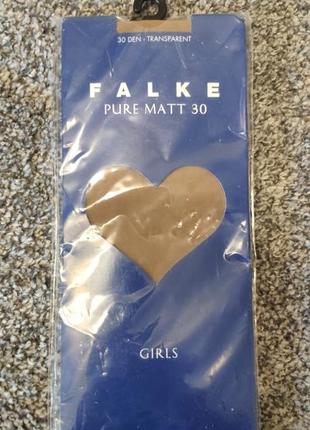 30 DEN · TRANSPARENT
FALKE
PURE MATT 30
GIRLS